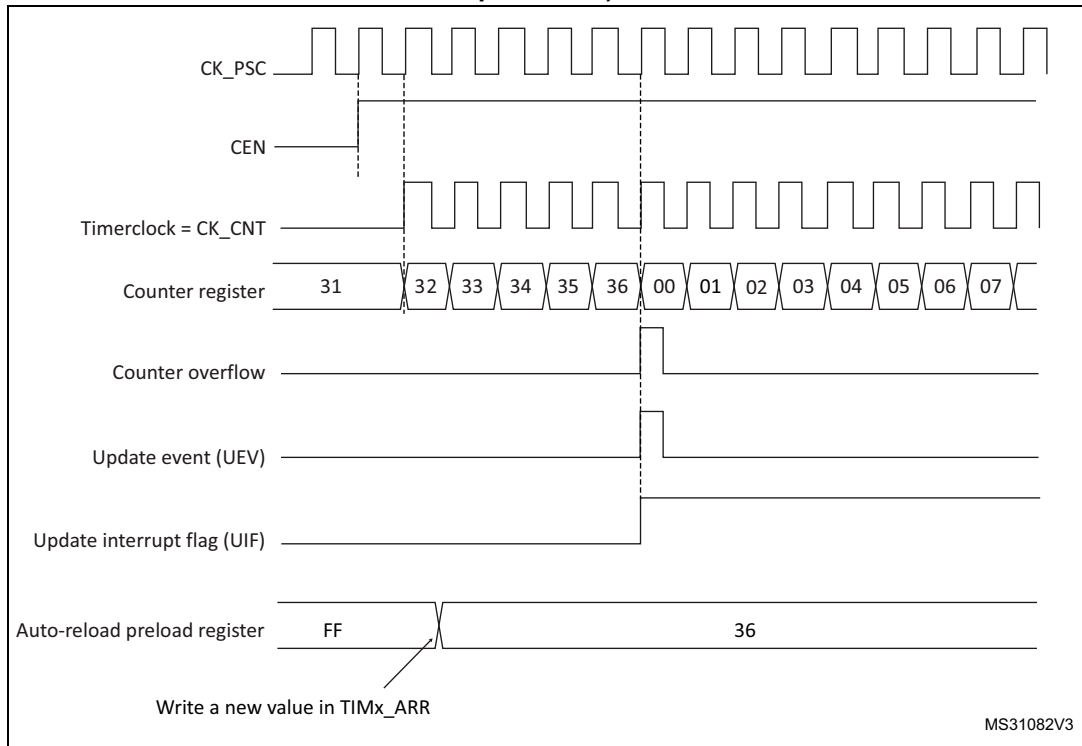 CK_PSC
CEN
Timerclock = CK_CNT
Counter register 31 32 33 34 35 36 00 01 02 03 04 05 06 07
Counter overflow
Update event (UEV)
Update interrupt flag (UIF)
Auto-reload preload register FF 36
Write a new value in TIMx_ARR
MS31082V3